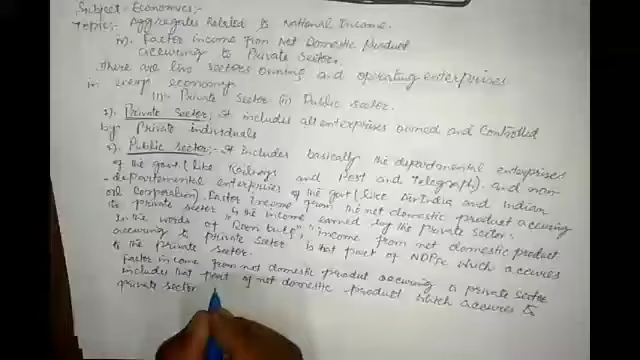 Subject:- Economics:-
Topic:- Aggregates Related to National Income.
iv). Factor income from Net Domestic Product
accruing to Private Sector.
There are two sectors owning and operating enterprises
in every economy
(i)- Private Sector (ii) Public sector.
1). Private Sector:- It includes all enterprises owned and controlled
by Private individuals
2). Public sector:- It includes basically the departmental enterprises
of the govt (like Railways and Post and Telegraph). and non
-departmental enterprises of the govt (like Air India and Indian
oil Corporation). Factor Income from the net domestic product accruing
to private sector is the income earned by the private sector.
In the words of "income from net domestic product
accruing to private sector is that part of NDPFc which accrues
to the private sector.
Factor income from net domestic product accruing a private sector
includes that part of net domestic product which accrues to
private sector